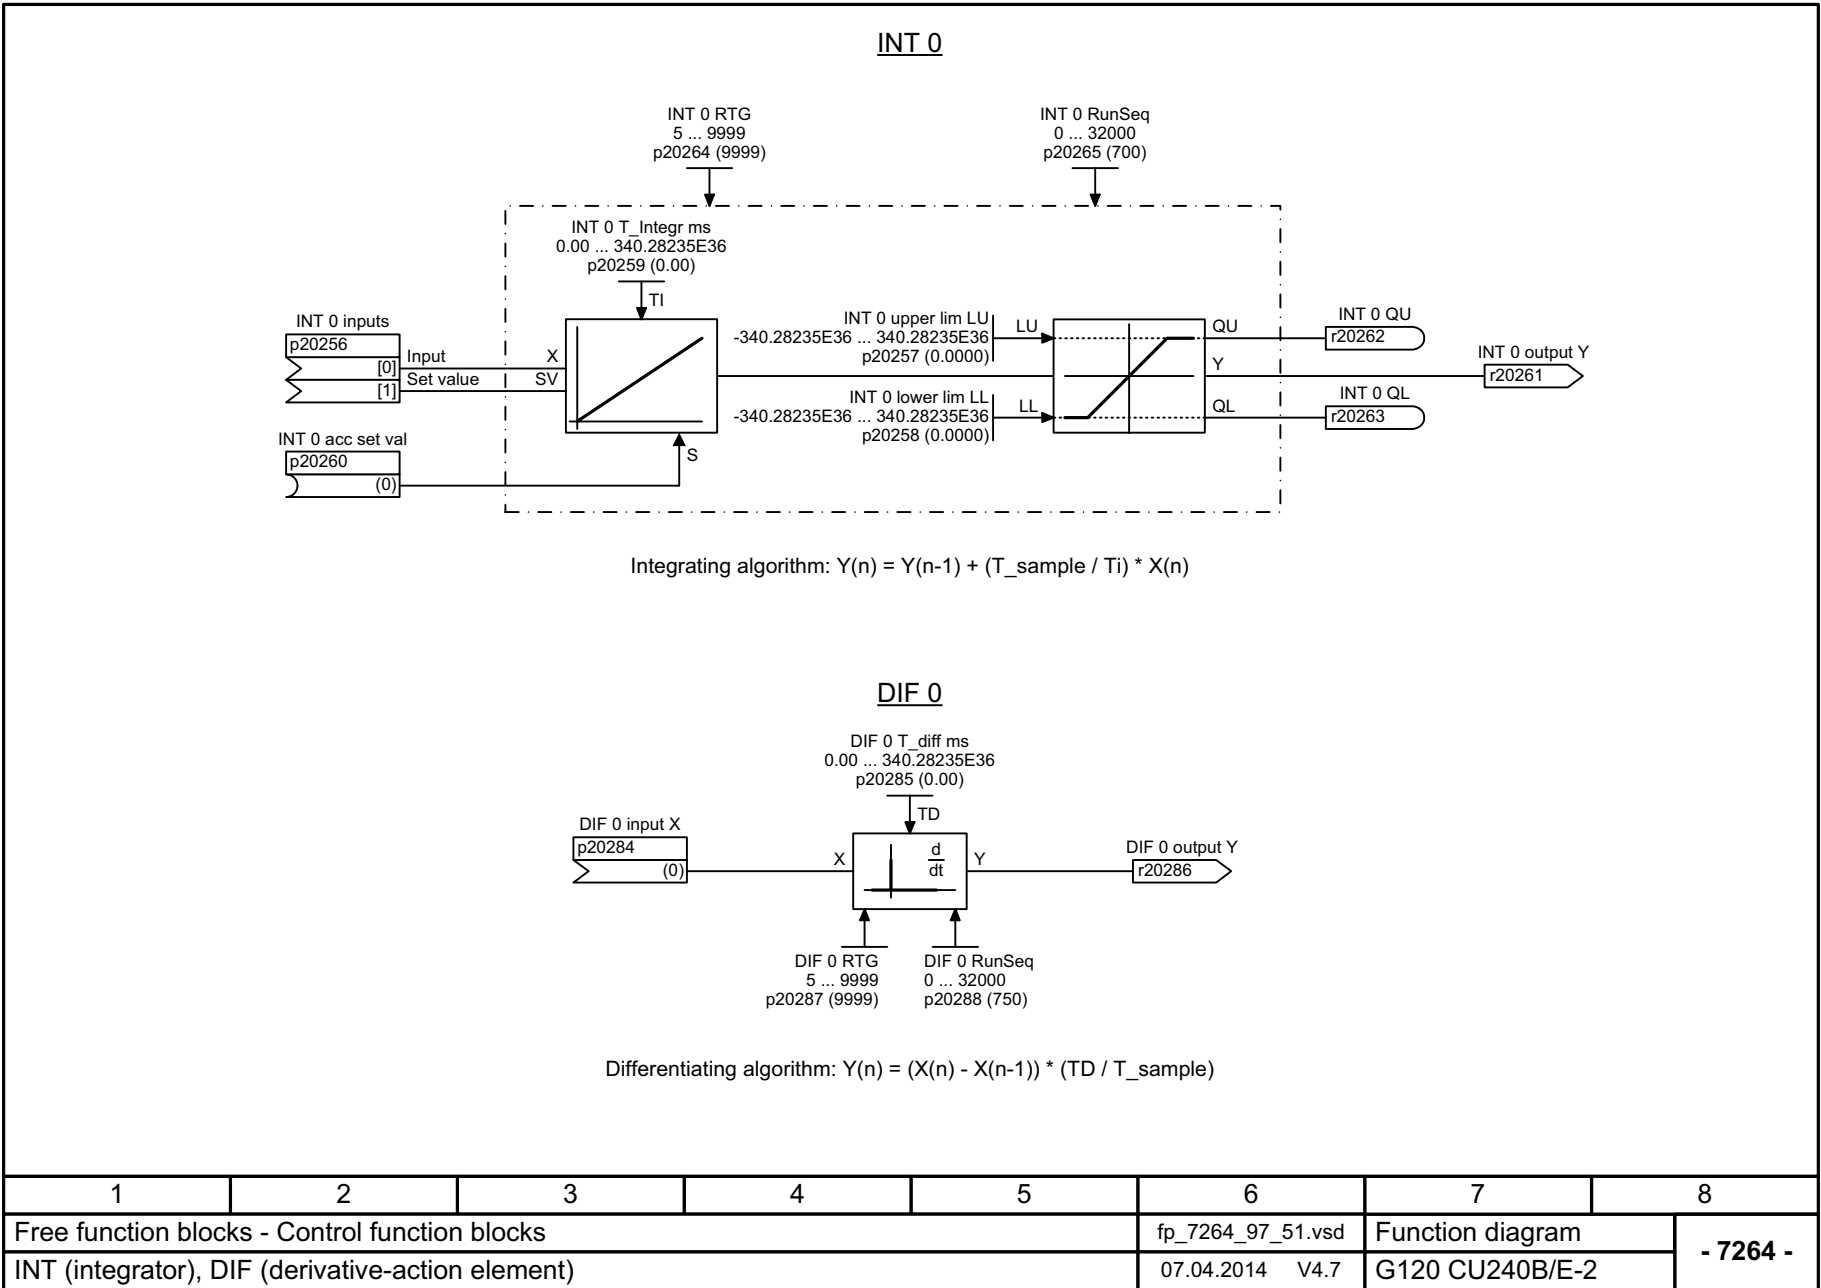 INT 0
INT 0 RTG
5 ... 9999
p20264 (9999)
INT 0 RunSeq
0 ... 32000
p20265 (700)
INT 0 T_Integr ms
0.00 ... 340.28235E36
p20259 (0.00)
TI
INT 0 inputs
p20256
[0]
[1]
Input
Set value
X
SV
INT 0 acc set val
p20260
(0)
S
INT 0 upper lim LU
-340.28235E36 ... 340.28235E36
p20257 (0.0000)
LU
INT 0 lower lim LL
-340.28235E36 ... 340.28235E36
p20258 (0.0000)
LL
QU
Y
QL
INT 0 QU
r20262
INT 0 output Y
r20261
INT 0 QL
r20263
Integrating algorithm: Y(n) = Y(n-1) + (T_sample / Ti) * X(n)
DIF 0
DIF 0 T_diff ms
0.00 ... 340.28235E36
p20285 (0.00)
TD
DIF 0 input X
p20284
(0)
X
d
dt
Y
DIF 0 output Y
r20286
DIF 0 RTG
5 ... 9999
p20287 (9999)
DIF 0 RunSeq
0 ... 32000
p20288 (750)
Differentiating algorithm: Y(n) = (X(n) - X(n-1)) * (TD / T_sample)
1 2 3 4 5 6 7 8
Free function blocks - Control function blocks
fp_7264_97_51.vsd
Function diagram
- 7264 -
INT (integrator), DIF (derivative-action element)
07.04.2014 V4.7
G120 CU240B/E-2